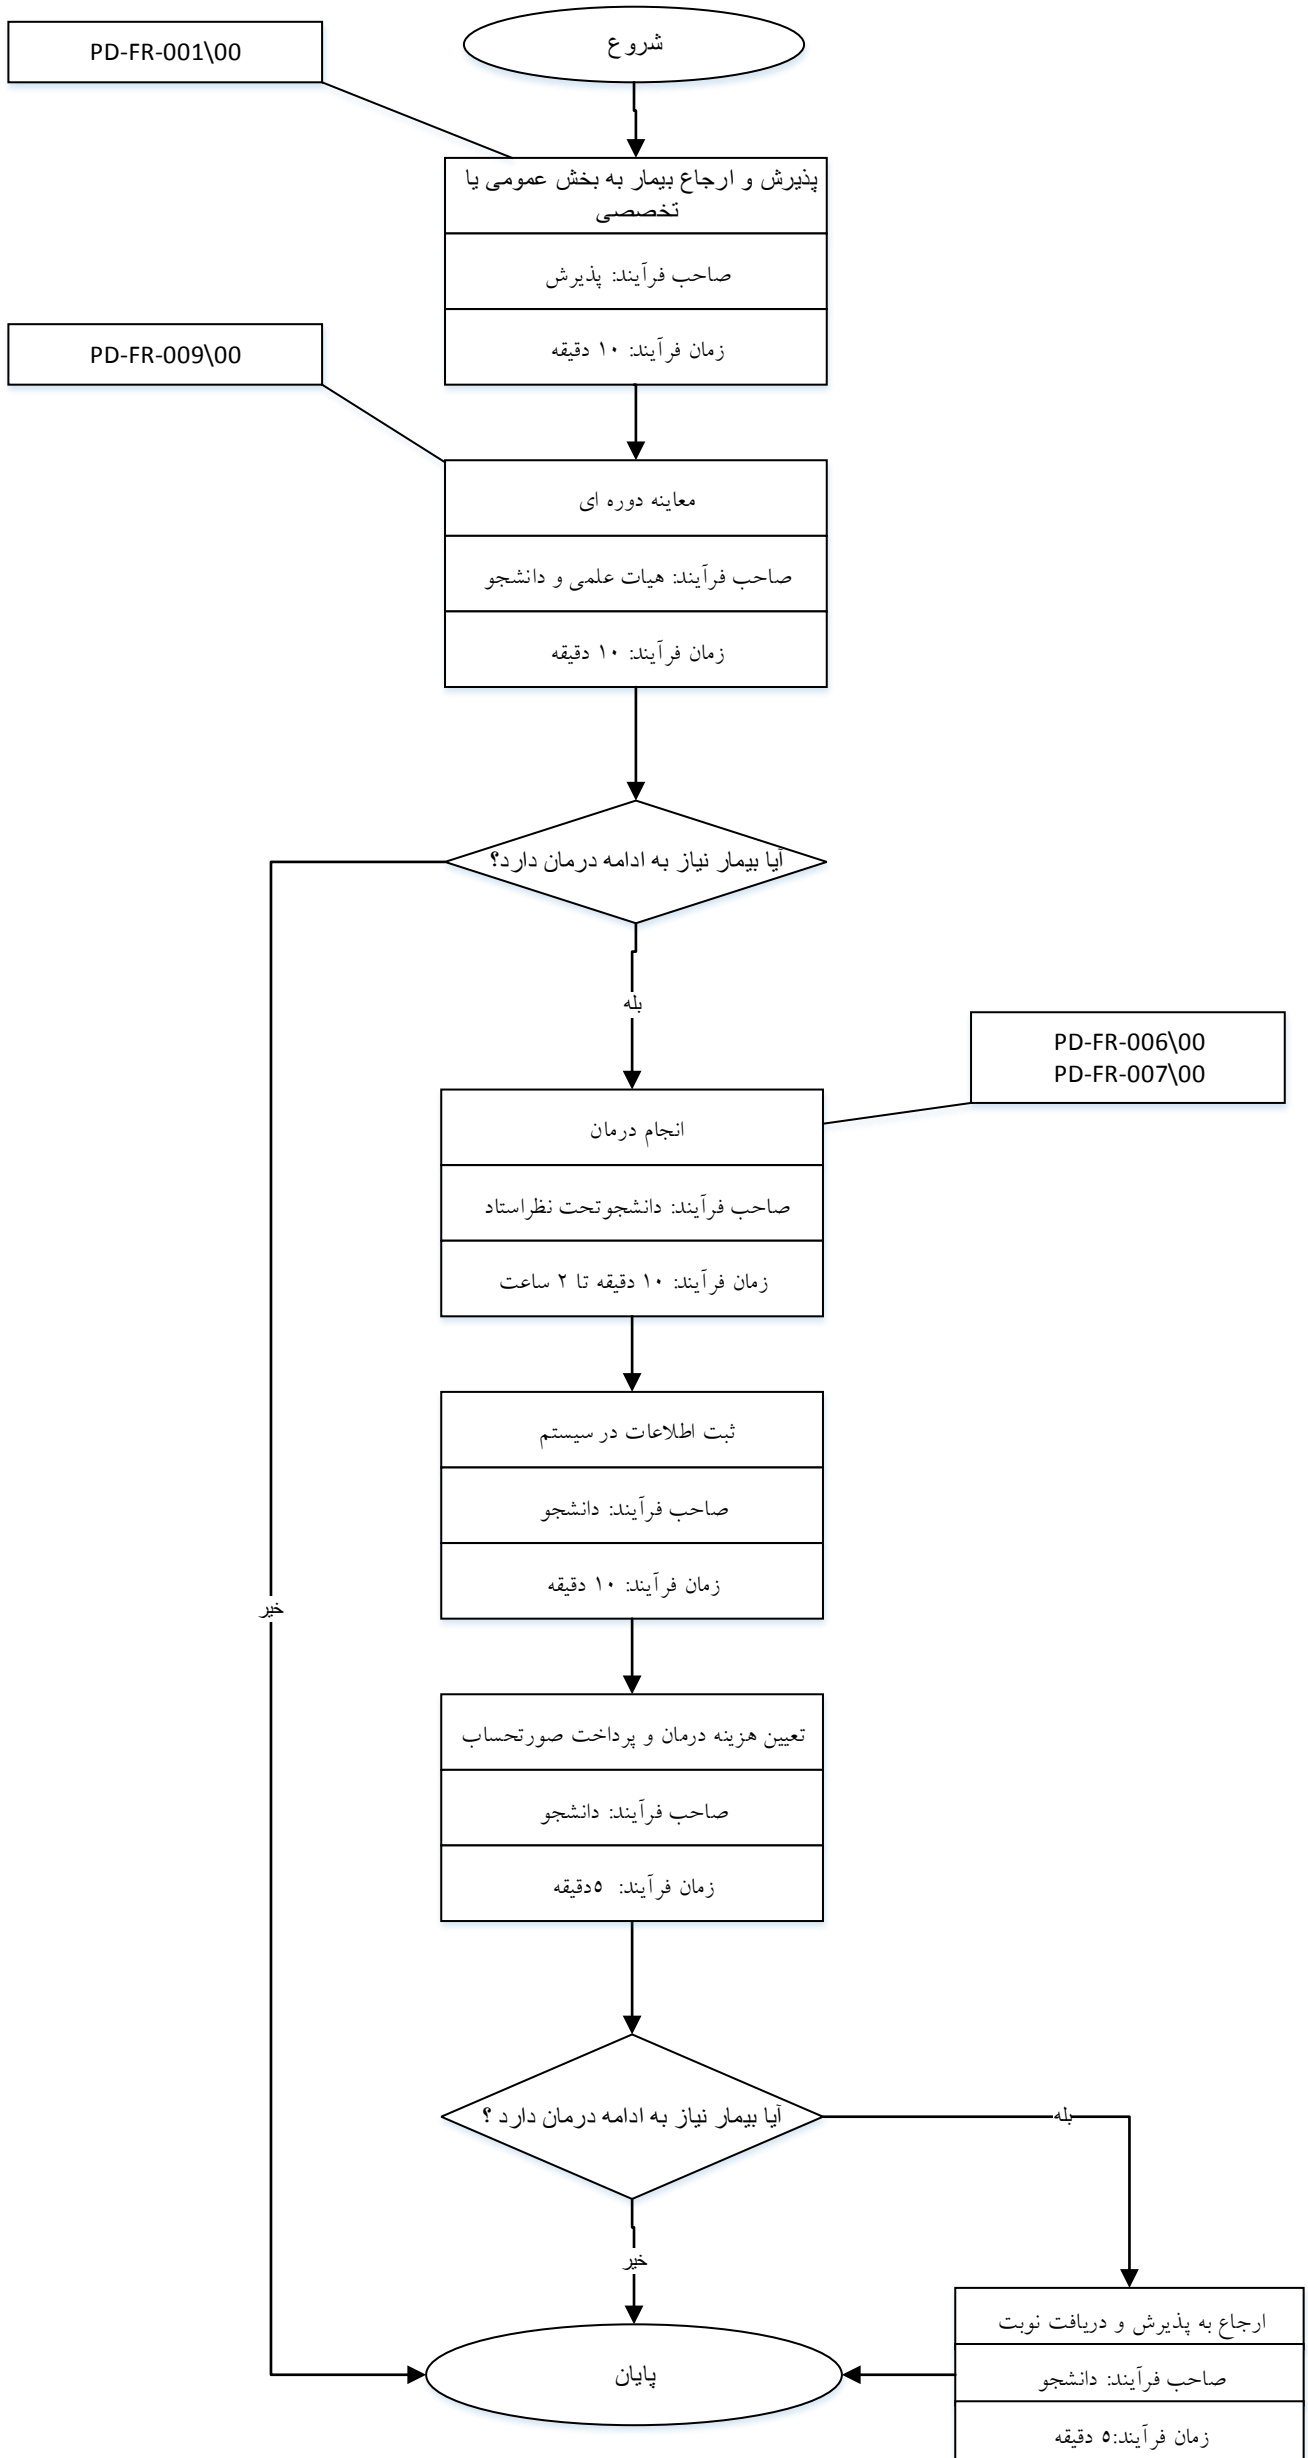 PD-FR-001\00
شروع
پذیرش و ارجاع بیمار به بخش عمومی یا
تخصصی
صاحب فرآیند: پذیرش
زمان فرآیند: ۱۰ دقیقه
PD-FR-009\00
معاینه دوره ای
صاحب فرآیند: هیات علمی و دانشجو
زمان فرآیند: ۱۰ دقیقه
آیا بیمار نیاز به ادامه درمان دارد؟
بله
PD-FR-006\00
PD-FR-007\00
انجام درمان
صاحب فرآیند: دانشجوتحت نظراستاد
زمان فرآیند: ۱۰ دقیقه تا ۲ ساعت
ثبت اطلاعات در سیستم
صاحب فرآیند: دانشجو
زمان فرآیند: ۱۰ دقیقه
خیر
تعیین هزینه درمان و پرداخت صورتحساب
صاحب فرآیند: دانشجو
زمان فرآیند: ۵دقیقه
آیا بیمار نیاز به ادامه درمان دارد ؟
بله
خیر
ارجاع به پذیرش و دریافت نوبت
صاحب فرآیند: دانشجو
زمان فرآیند:۵ دقیقه
پایان